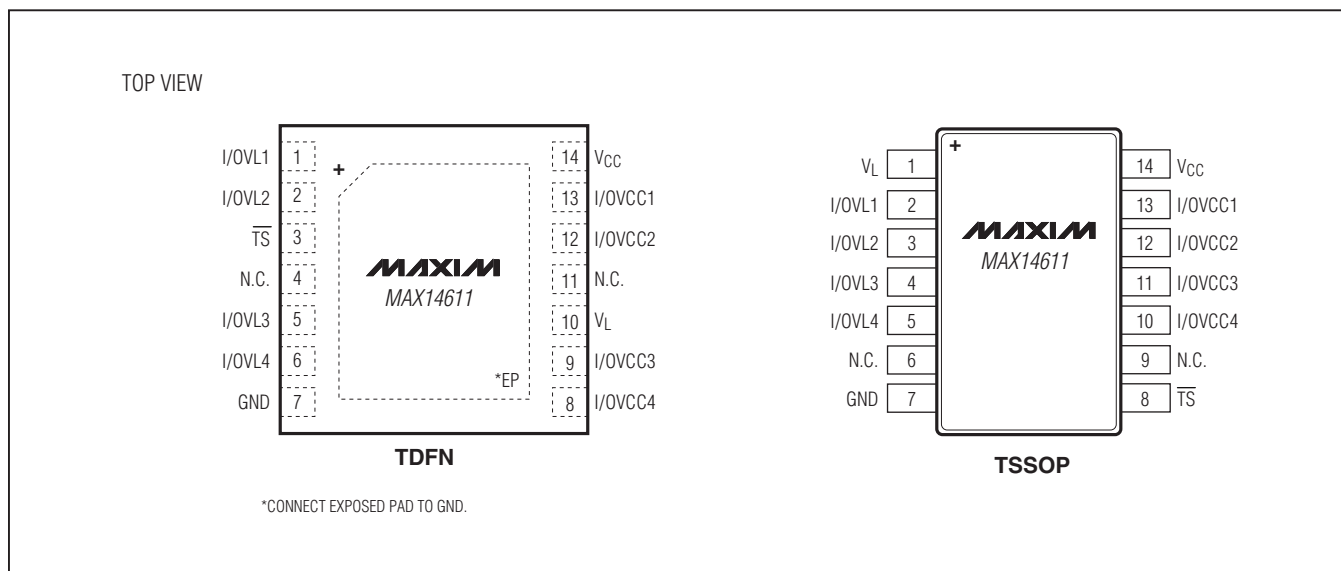 TOP VIEW
I/OVL1 1
I/OVL2 2
TS 3
N.C. 4
I/OVL3 5
I/OVL4 6
GND 7
+
MAXIM
MAX14611
*EP
14 VCC
13 I/OVCC1
12 I/OVCC2
11 N.C.
10 VL
9 I/OVCC3
8 I/OVCC4
TDFN
*CONNECT EXPOSED PAD TO GND.
VL 1
I/OVL1 2
I/OVL2 3
I/OVL3 4
I/OVL4 5
N.C. 6
GND 7
+
MAXIM
MAX14611
14 VCC
13 I/OVCC1
12 I/OVCC2
11 I/OVCC3
10 I/OVCC4
9 N.C.
8 TS
TSSOP